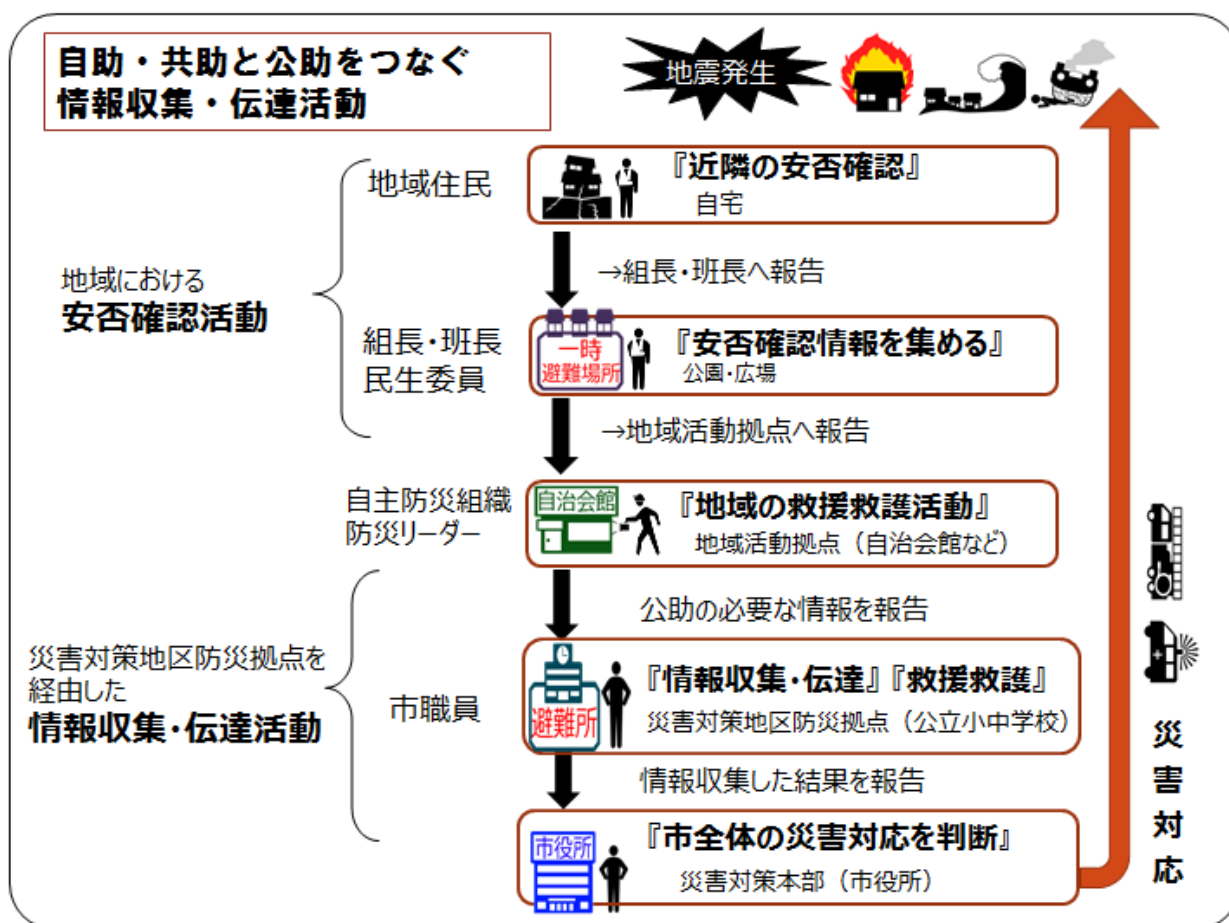 自助・共助と公助をつなぐ
情報収集・伝達活動
地震発生
地域住民
『近隣の安否確認』
自宅
→組長・班長へ報告
地域における
安否確認活動
組長・班長
民生委員
一時
避難場所
『安否確認情報を集める』
公園・広場
→地域活動拠点へ報告
自主防災組織
防災リーダー
自治会館
『地域の救援救護活動』
地域活動拠点（自治会館など）
公助の必要な情報を報告
災害対策地区防災拠点を
経由した
情報収集・伝達活動
市職員
避難所
『情報収集・伝達』『救援救護』
災害対策地区防災拠点（公立小中学校）
情報収集した結果を報告
市役所
『市全体の災害対応を判断』
災害対策本部（市役所）
災害対応